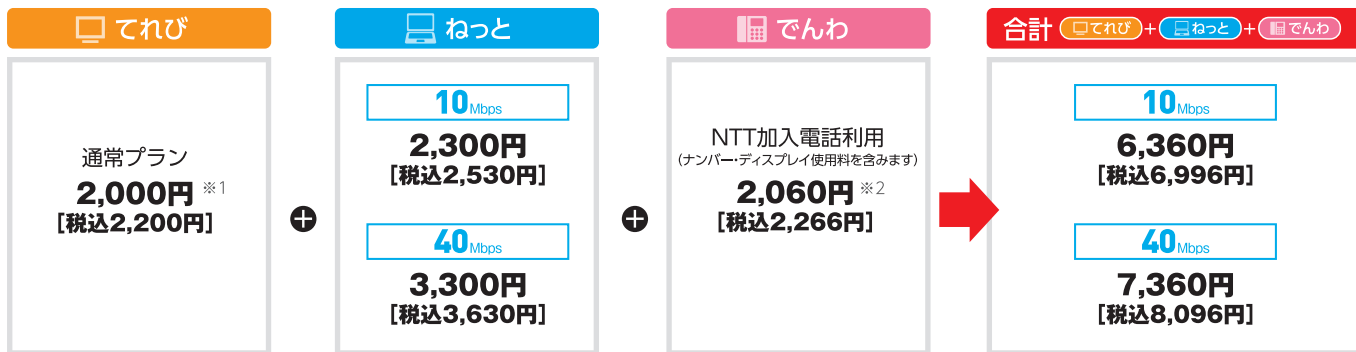 てれび
通常プラン
2,000円 ※1
[税込2,200円]
+
ねっと
10Mbps
2,300円
[税込2,530円]
40Mbps
3,300円
[税込3,630円]
+
でんわ
NTT加入電話利用
(ナンバー・ディスプレイ使用料を含みます)
2,060円 ※2
[税込2,266円]
合計 てれび+ねっと+でんわ
10Mbps
6,360円
[税込6,996円]
40Mbps
7,360円
[税込8,096円]